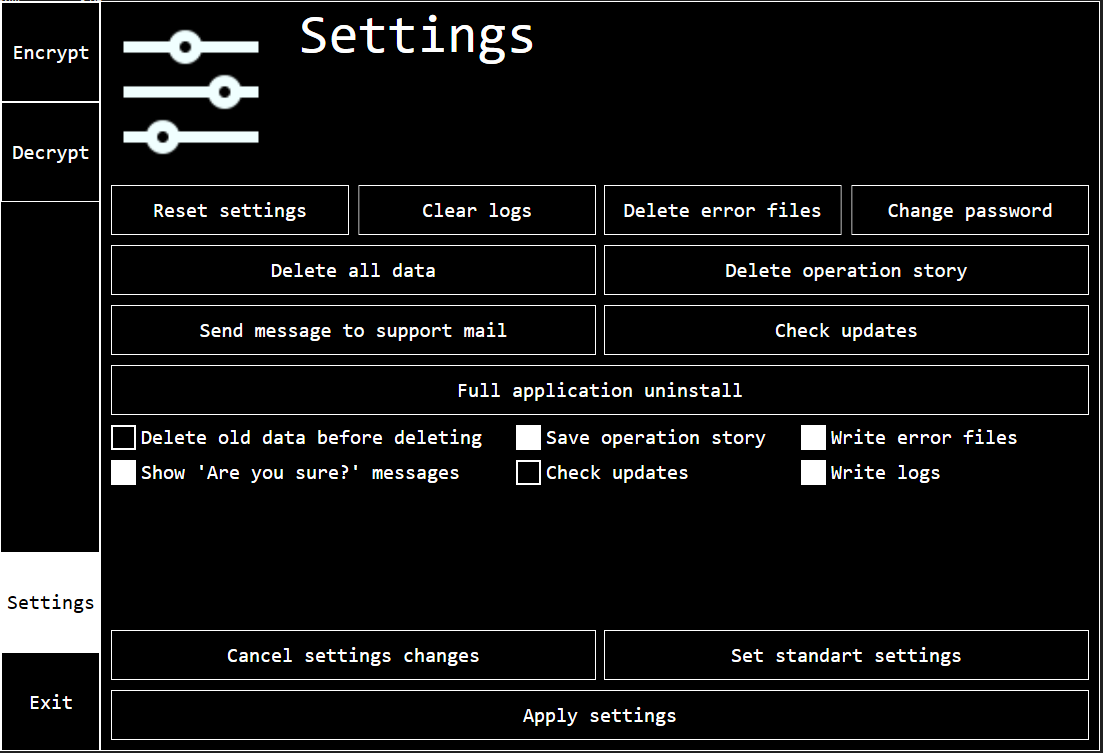 Encrypt
Decrypt
Settings
Exit
Settings
Reset settings
Clear logs
Delete error files
Change password
Delete all data
Delete operation story
Send message to support mail
Check updates
Full application uninstall
Delete old data before deleting
Save operation story
Write error files
Show 'Are you sure?' messages
Check updates
Write logs
Cancel settings changes
Set standart settings
Apply settings